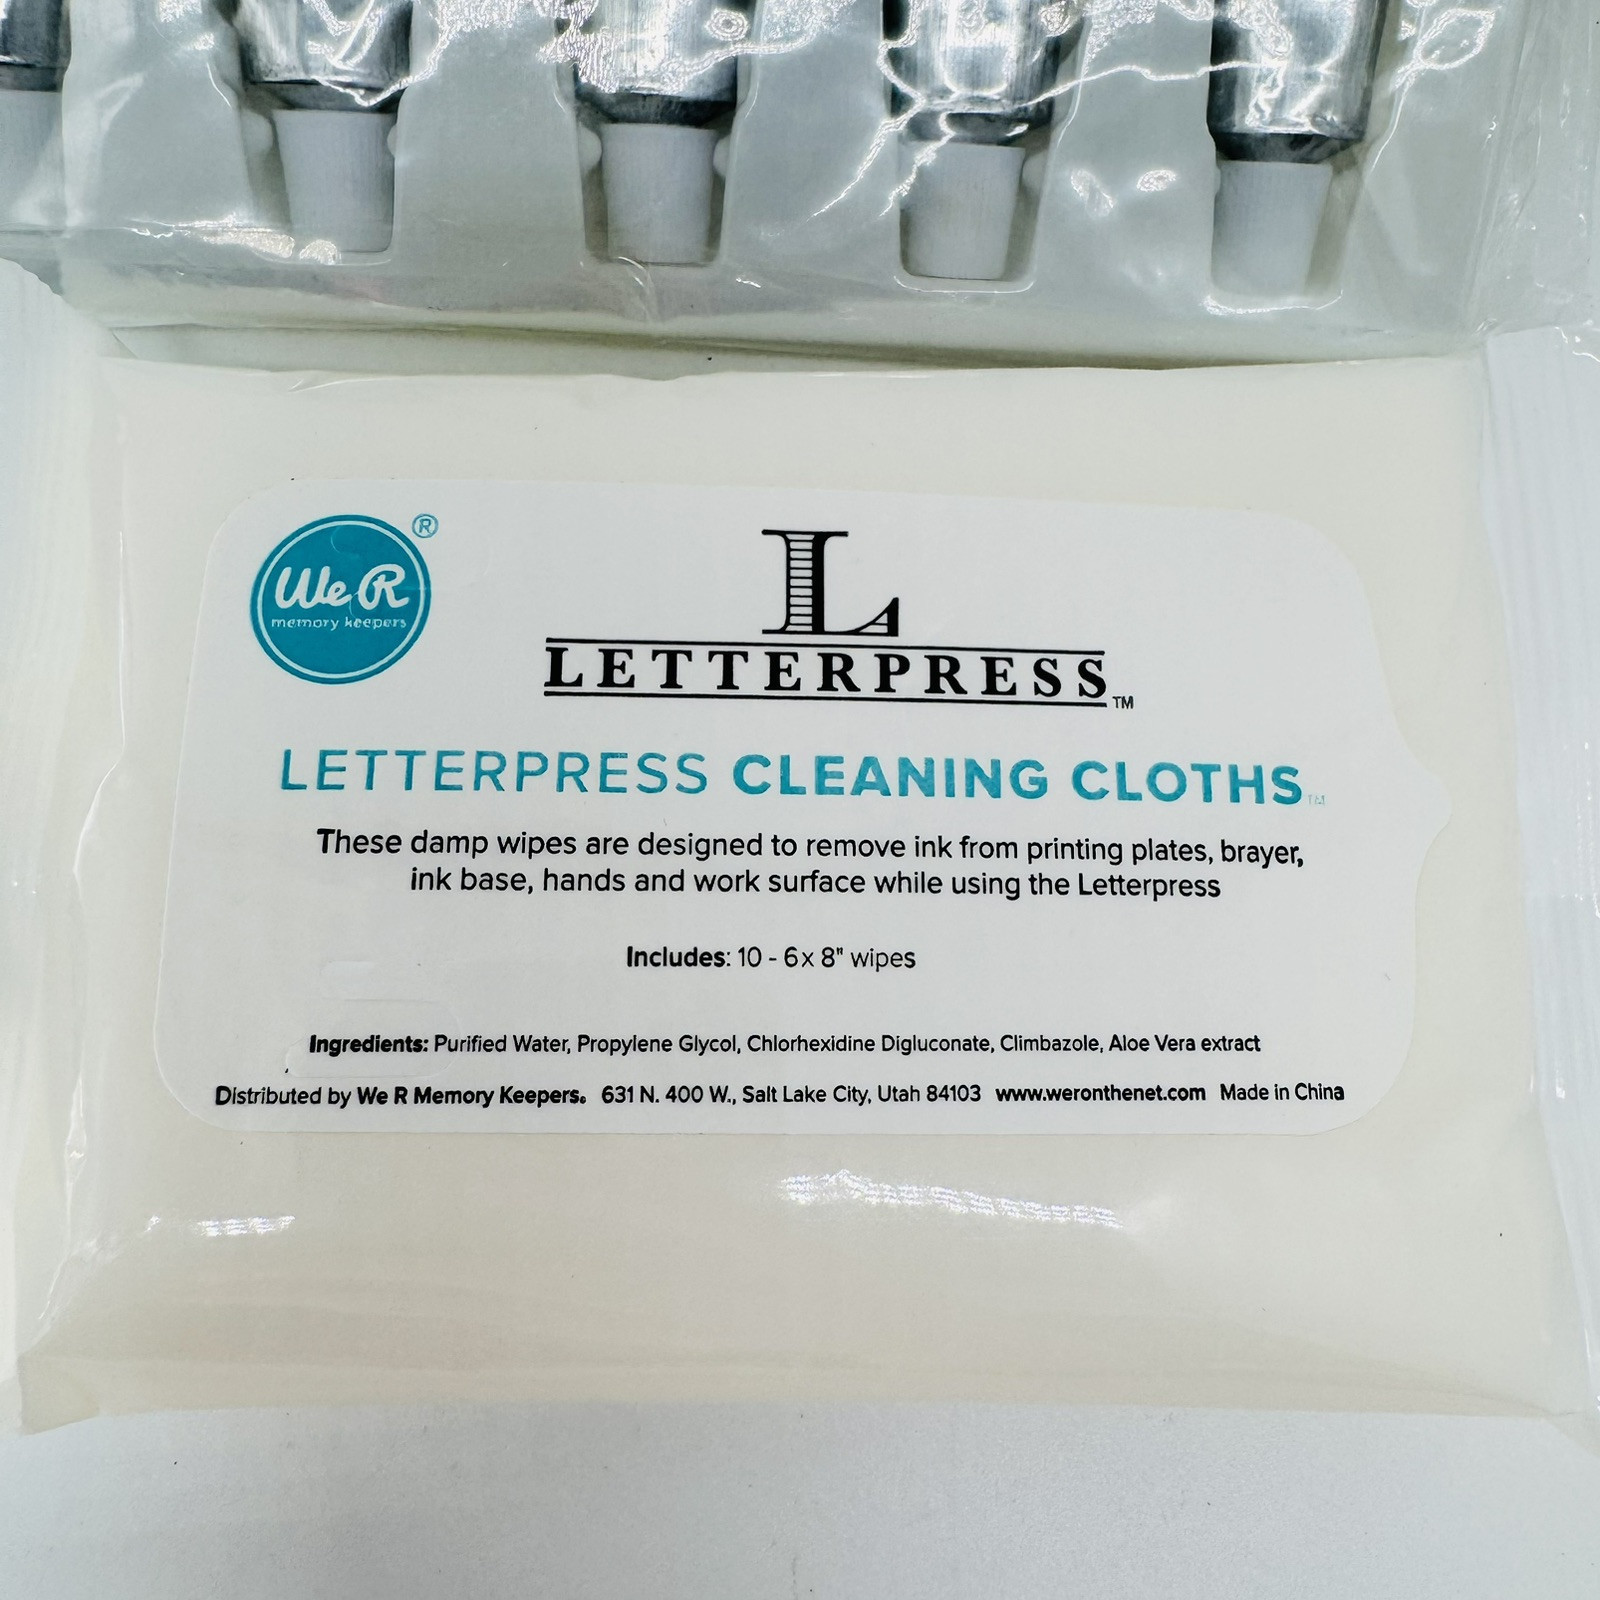 We R ®
memory keepers
L
LETTERPRESS™
LETTERPRESS CLEANING CLOTHS™
These damp wipes are designed to remove ink from printing plates, brayer,
ink base, hands and work surface while using the Letterpress
Includes: 10 - 6x 8" wipes
Ingredients: Purified Water, Propylene Glycol, Chlorhexidine Digluconate, Climbazole, Aloe Vera extract
Distributed by We R Memory Keepers. 631 N. 400 W., Salt Lake City, Utah 84103 www.weronthenet.com Made in China